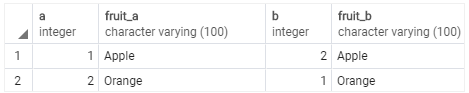 a fruit_a b fruit_b
integer character varying (100) integer character varying (100)
1 1 Apple 2 Apple
2 2 Orange 1 Orange